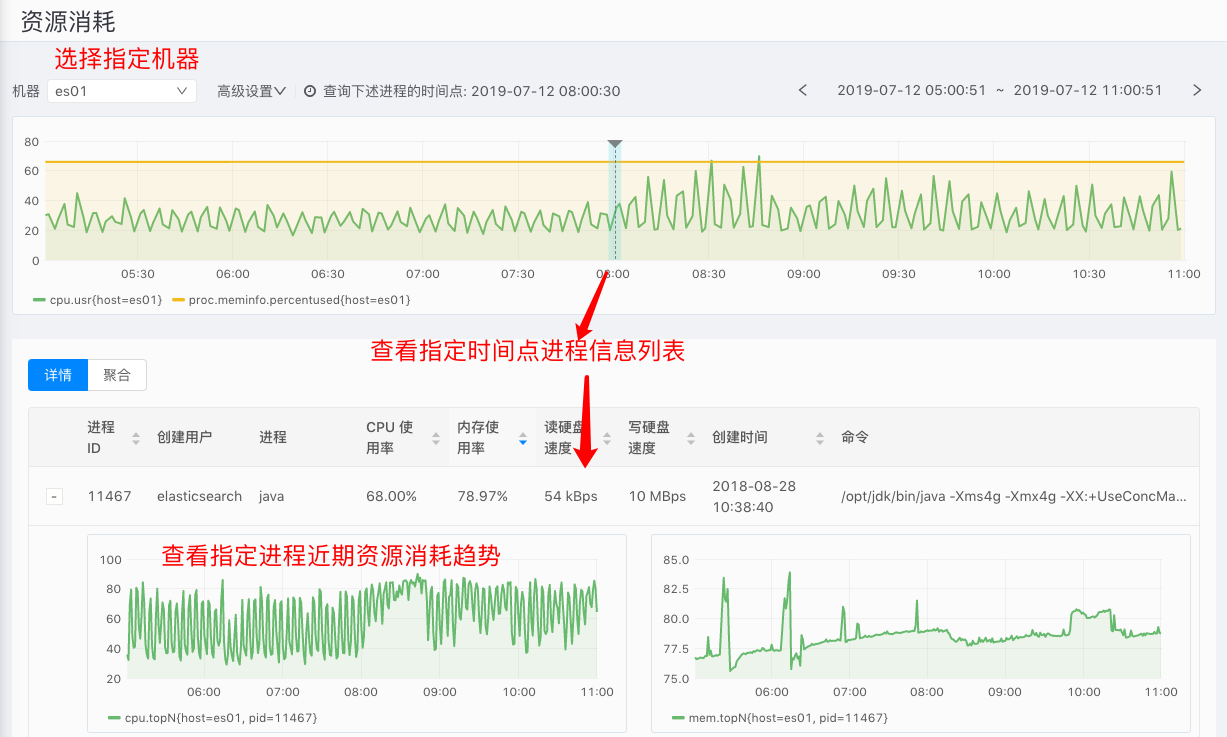 资源消耗
选择指定机器
机器 es01 高级设置 查询下述进程的时间点: 2019-07-12 08:00:30 2019-07-12 05:00:51 ~ 2019-07-12 11:00:51
80
60
40
20
0
05:30 06:00 06:30 07:00 07:30 08:00 08:30 09:00 09:30 10:00 10:30 11:00
cpu.usr{host=es01} proc.meminfo.percentused{host=es01}
查看指定时间点进程信息列表
详情 聚合
进程ID 创建用户 进程 CPU 使用率 内存使用率 读硬盘速度 写硬盘速度 创建时间 命令
- 11467 elasticsearch java 68.00% 78.97% 54 kBps 10 MBps 2018-08-28 10:38:40 /opt/jdk/bin/java -Xms4g -Xmx4g -XX:+UseConcMa...
查看指定进程近期资源消耗趋势
100
80
60
40
20
06:00 07:00 08:00 09:00 10:00 11:00
cpu.topN{host=es01, pid=11467}
85.0
82.5
80.0
77.5
75.0
06:00 07:00 08:00 09:00 10:00 11:00
mem.topN{host=es01, pid=11467}